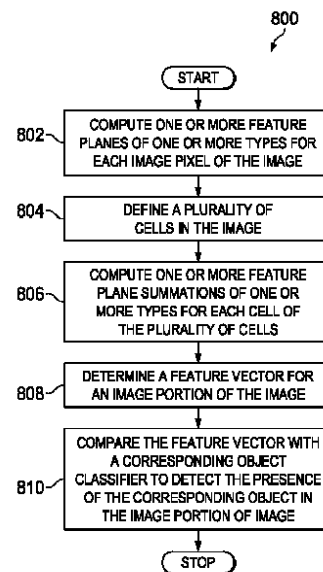 800
START
802
COMPUTE ONE OR MORE FEATURE
PLANES OF ONE OR MORE TYPES FOR
EACH IMAGE PIXEL OF THE IMAGE
804
DEFINE A PLURALITY OF
CELLS IN THE IMAGE
806
COMPUTE ONE OR MORE FEATURE
PLANE SUMMATIONS OF ONE OR
MORE TYPES FOR EACH CELL OF
THE PLURALITY OF CELLS
808
DETERMINE A FEATURE VECTOR FOR
AN IMAGE PORTION OF THE IMAGE
810
COMPARE THE FEATURE VECTOR WITH
A CORRESPONDING OBJECT
CLASSIFIER TO DETECT THE PRESENCE
OF THE CORRESPONDING OBJECT IN
THE IMAGE PORTION OF IMAGE
STOP